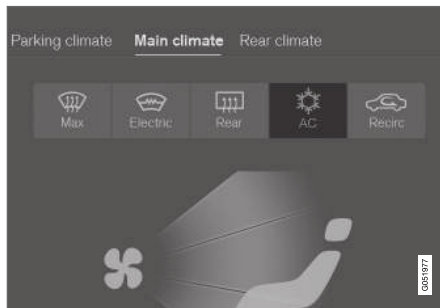 Parking climate Main climate Rear climate
Max Electric Rear AC Recirc
G051977